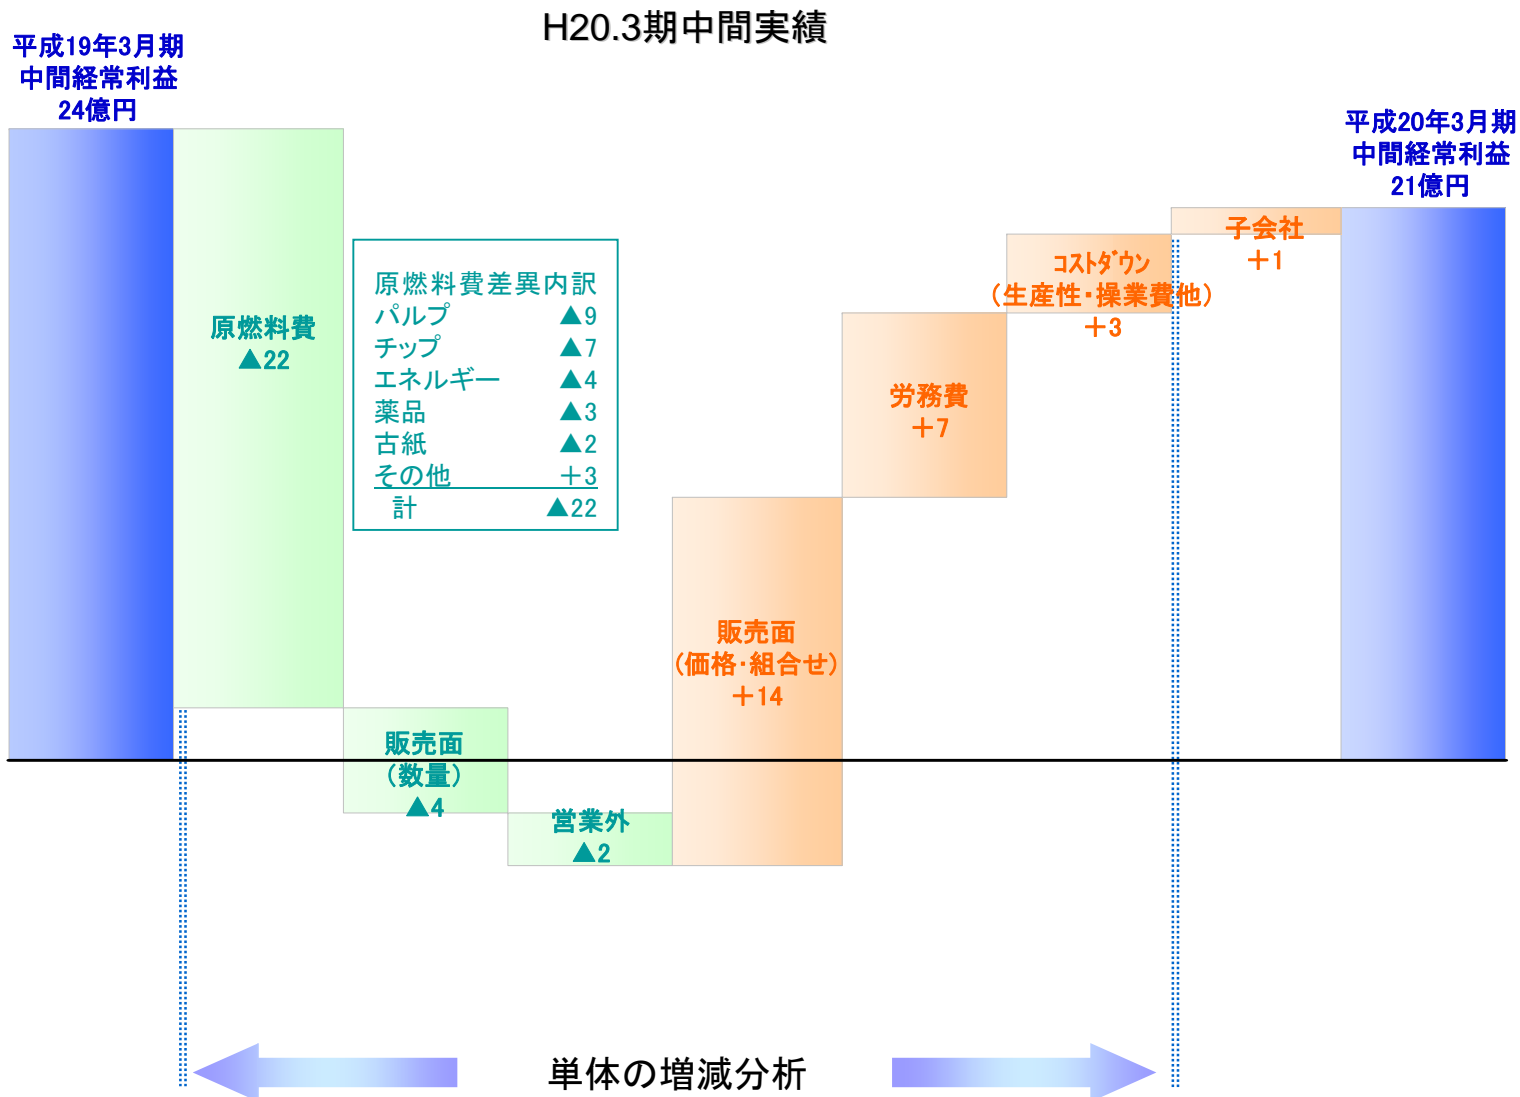 H20.3期中間実績
平成19年3月期
中間経常利益
24億円
平成20年3月期
中間経常利益
21億円
原燃料費
▲22
原燃料費差異内訳
パルプ ▲9
チップ ▲7
エネルギー ▲4
薬品 ▲3
古紙 ▲2
その他 ＋3
計 ▲22
販売面
（数量）
▲4
営業外
▲2
販売面
（価格・組合せ）
＋14
労務費
＋7
ｺｽﾄﾀﾞｳﾝ
（生産性・操業費他）
＋3
子会社
＋1
単体の増減分析